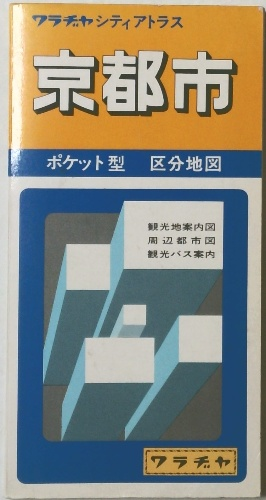 ワラヂヤシティアトラス
京都市
ポケット型 区分地図
観光地案内図
周辺都市図
観光バス案内
ワラヂヤ